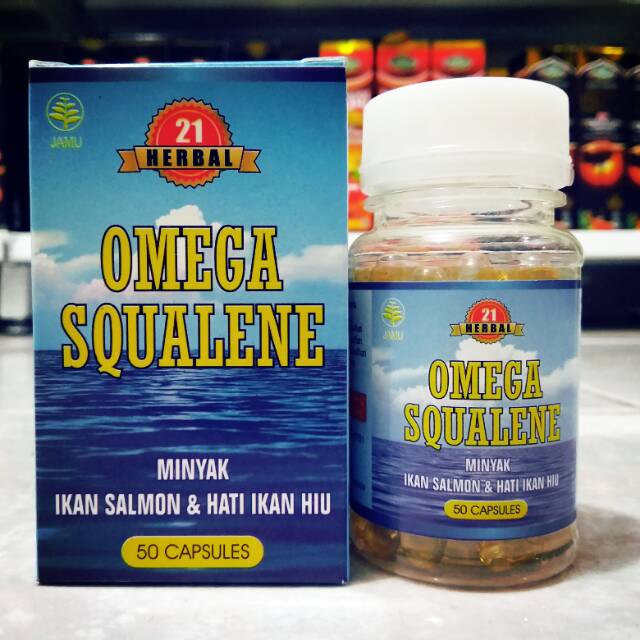 JAMU
21
HERBAL
OMEGA
SQUALENE
MINYAK
IKAN SALMON & HATI IKAN HIU
50 CAPSULES
JAMU
21
HERBAL
OMEGA
SQUALENE
MINYAK
IKAN SALMON & HATI IKAN HIU
50 CAPSULES